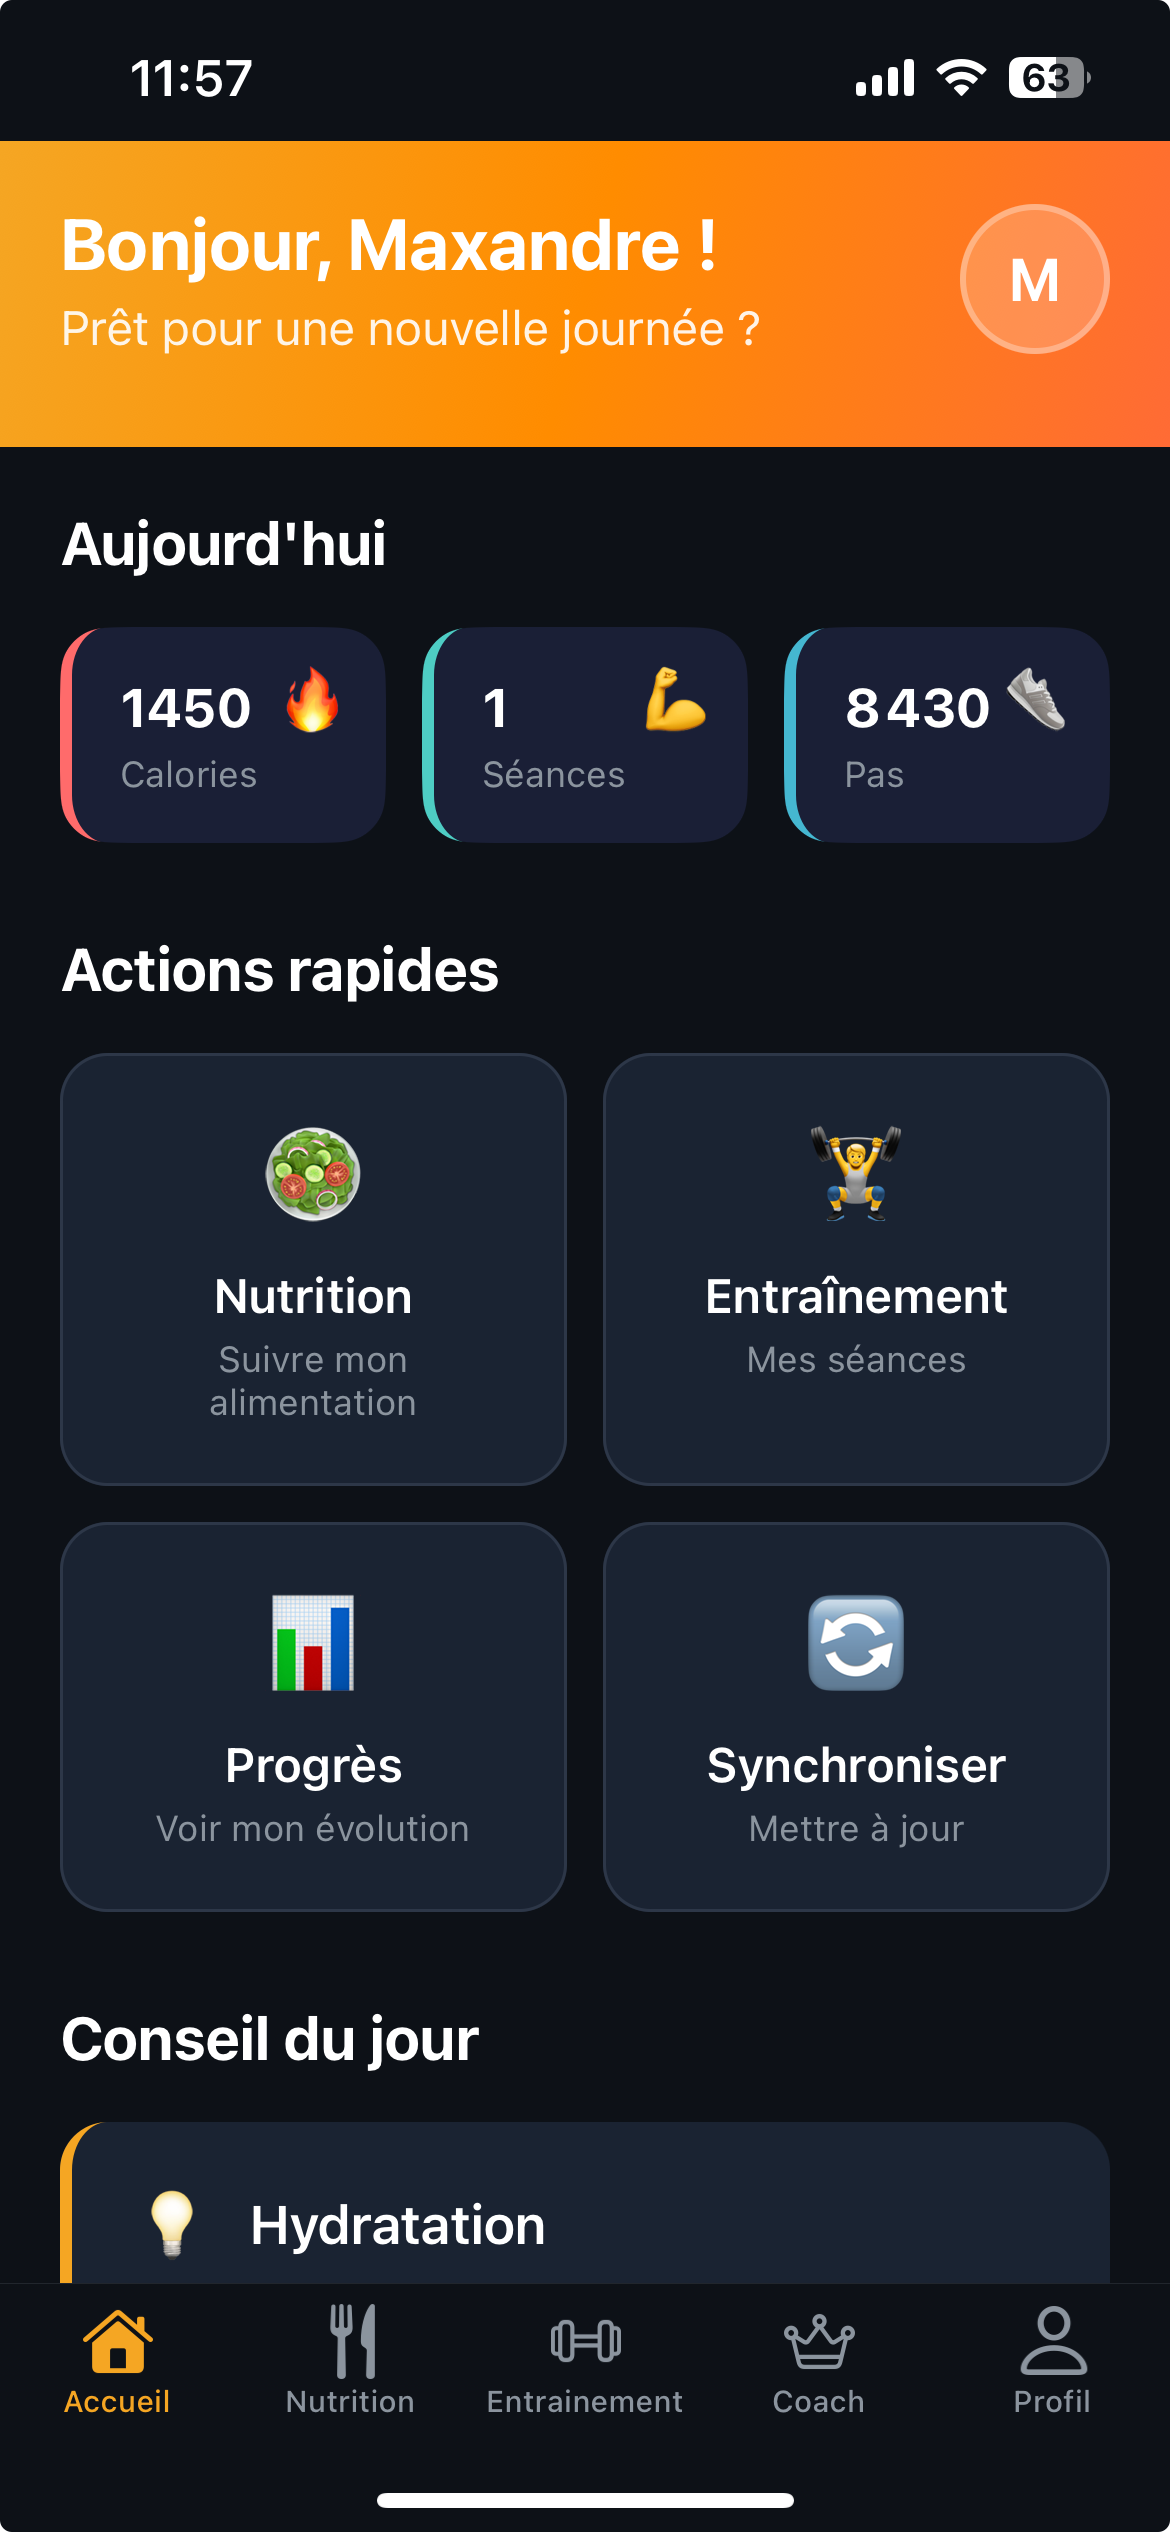 11:57
63
Bonjour, Maxandre !
M
Prêt pour une nouvelle journée ?
Aujourd'hui
1450
Calories
1
Séances
8 430
Pas
Actions rapides
Nutrition
Suivre mon
alimentation
Entraînement
Mes séances
Progrès
Voir mon évolution
Synchroniser
Mettre à jour
Conseil du jour
Hydratation
Accueil
Nutrition
Entrainement
Coach
Profil